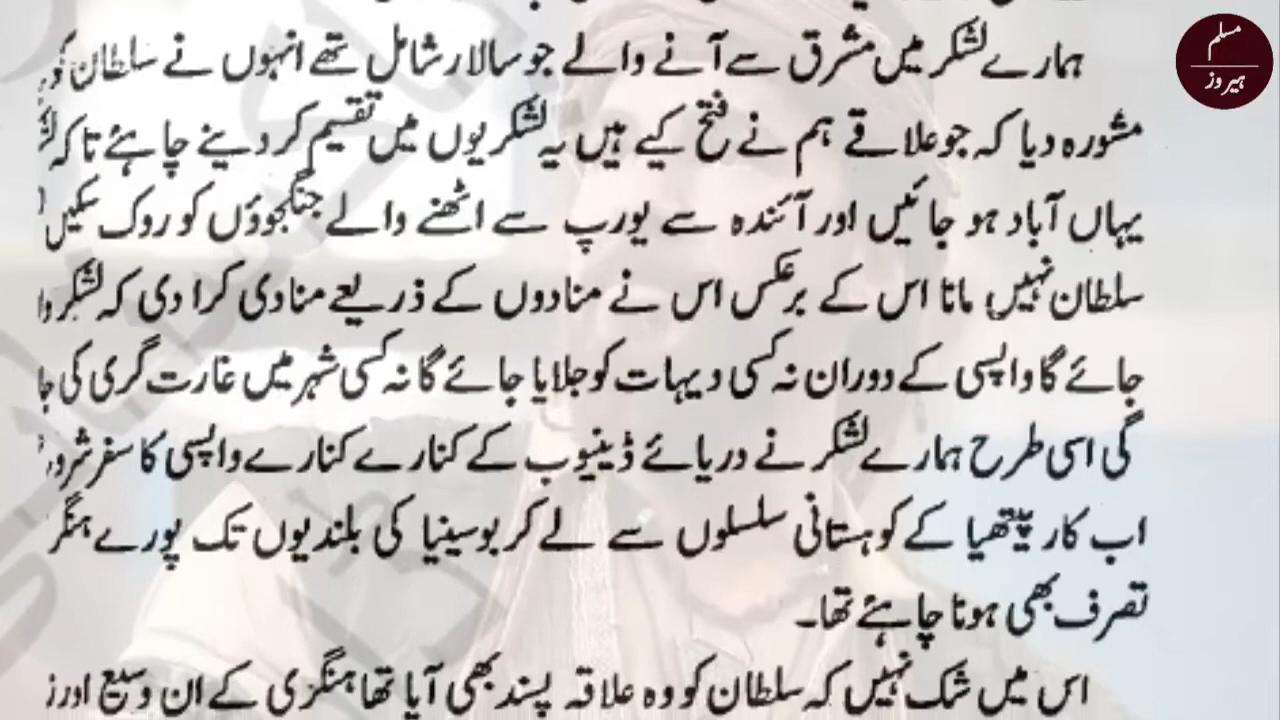 مسلم
ہیروز
ہمارے لشکر میں مشرق سے آنے والے جو سالار شامل تھے انہوں نے سلطان کو
مشورہ دیا کہ جو علاقے ہم نے فتح کیے ہیں یہ لشکریوں میں تقسیم کر دینے چاہئے تا کہ
یہاں آباد ہو جائیں اور آئندہ سے یورپ سے اٹھنے والے جنگجوؤں کو روک سکیں
سلطان نہیں مانا اس کے برعکس اس نے منادوں کے ذریعے منادی کرا دی کہ لشکر
جائے گا واپسی کے دوران نہ کسی دیہات کو جلایا جائے گا نہ کسی شہر میں غارت گری کی جا
گی اسی طرح ہمارے لشکر نے دریائے ڈینیوب کے کنارے کنارے واپسی کا سفر
اب کار پیتھیا کے کوہستانی سلسلوں سے لے کر بوسینیا کی بلندیوں تک پورے
تصرف بھی ہونا چاہئے تھا۔
اس میں شک نہیں کہ سلطان کو وہ علاقہ پسند بھی آیا تھا ہنگری کے ان وسیع اور